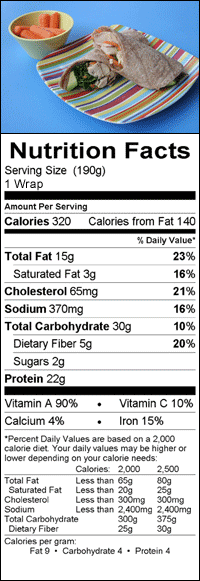 Nutrition Facts
Serving Size (190g)
1 Wrap
Amount Per Serving
Calories 320 Calories from Fat 140
% Daily Value*
Total Fat 15g 23%
Saturated Fat 3g 16%
Cholesterol 65mg 21%
Sodium 370mg 16%
Total Carbohydrate 30g 10%
Dietary Fiber 5g 20%
Sugars 2g
Protein 22g
Vitamin A 90% • Vitamin C 10%
Calcium 4% • Iron 15%
*Percent Daily Values are based on a 2,000
calorie diet. Your daily values may be higher or
lower depending on your calorie needs:
Calories: 2,000 2,500
Total Fat Less than 65g 80g
Saturated Fat Less than 20g 25g
Cholesterol Less than 300mg 300mg
Sodium Less than 2,400mg 2,400mg
Total Carbohydrate 300g 375g
Dietary Fiber 25g 30g
Calories per gram:
Fat 9 • Carbohydrate 4 • Protein 4